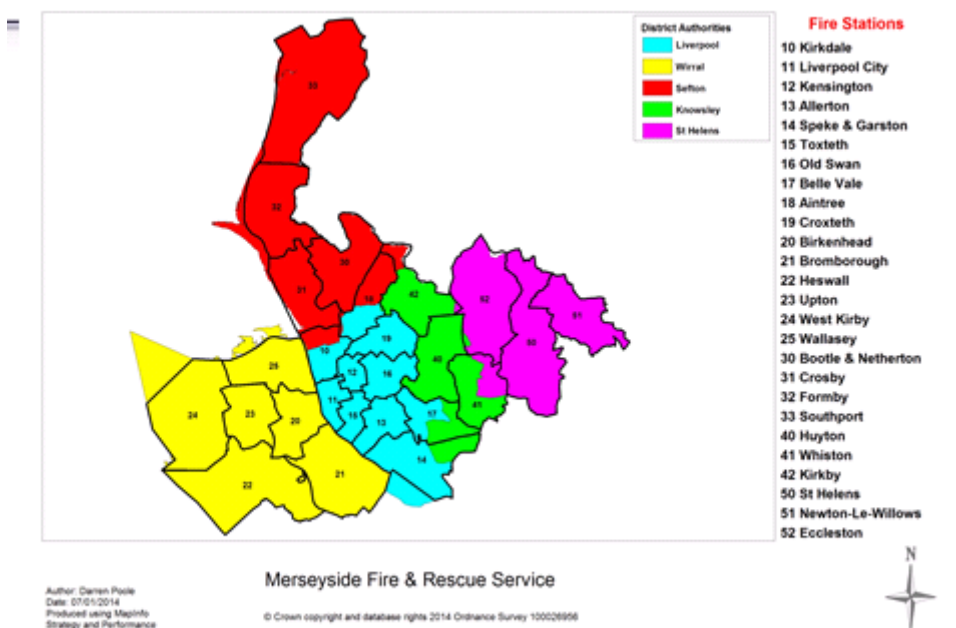 District Authorities
Liverpool
Wirral
Sefton
Knowsley
St Helens
Fire Stations
10 Kirkdale
11 Liverpool City
12 Kensington
13 Allerton
14 Speke & Garston
15 Toxteth
16 Old Swan
17 Belle Vale
18 Aintree
19 Croxteth
20 Birkenhead
21 Bromborough
22 Heswall
23 Upton
24 West Kirby
25 Wallasey
30 Bootle & Netherton
31 Crosby
32 Formby
33 Southport
40 Huyton
41 Whiston
42 Kirkby
50 St Helens
51 Newton-Le-Willows
52 Eccleston
33
32
30
31
18
42
52
51
50
19
10
40
25
12
16
41
11
24
23
20
15
13
17
14
21
22
N
Merseyside Fire & Rescue Service
Author: Darren Poole
Date: 07/01/2014
Produced using MapInfo
Strategy and Performance
© Crown copyright and database rights 2014 Ordnance Survey 100026956